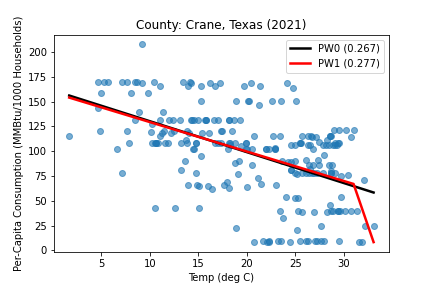 County: Crane, Texas (2021)
PW0 (0.267)
PW1 (0.277)
Per-Capita Consumption (MMBtu/1000 Households)
200
175
150
125
100
75
50
25
0
5 10 15 20 25 30
Temp (deg C)